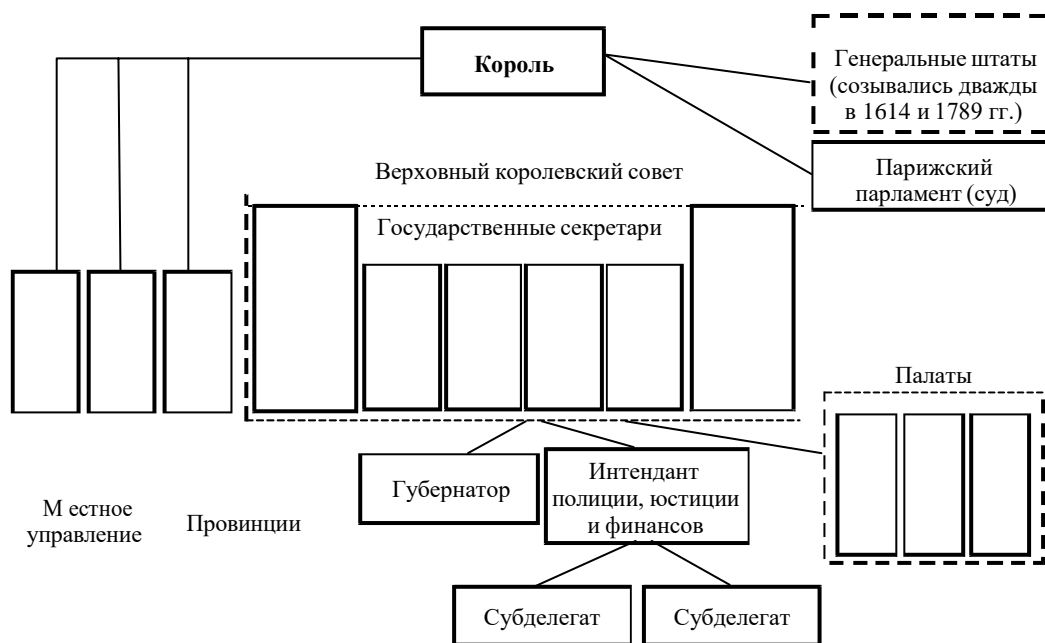 Король
Генеральные штаты
(созывались дважды
в 1614 и 1789 гг.)
Парижский
парламент (суд)
Верховный королевский совет
Государственные секретари
Палаты
Губернатор
Интендант
полиции, юстиции
и финансов
М естное
управление
Провинции
Субделегат
Субделегат